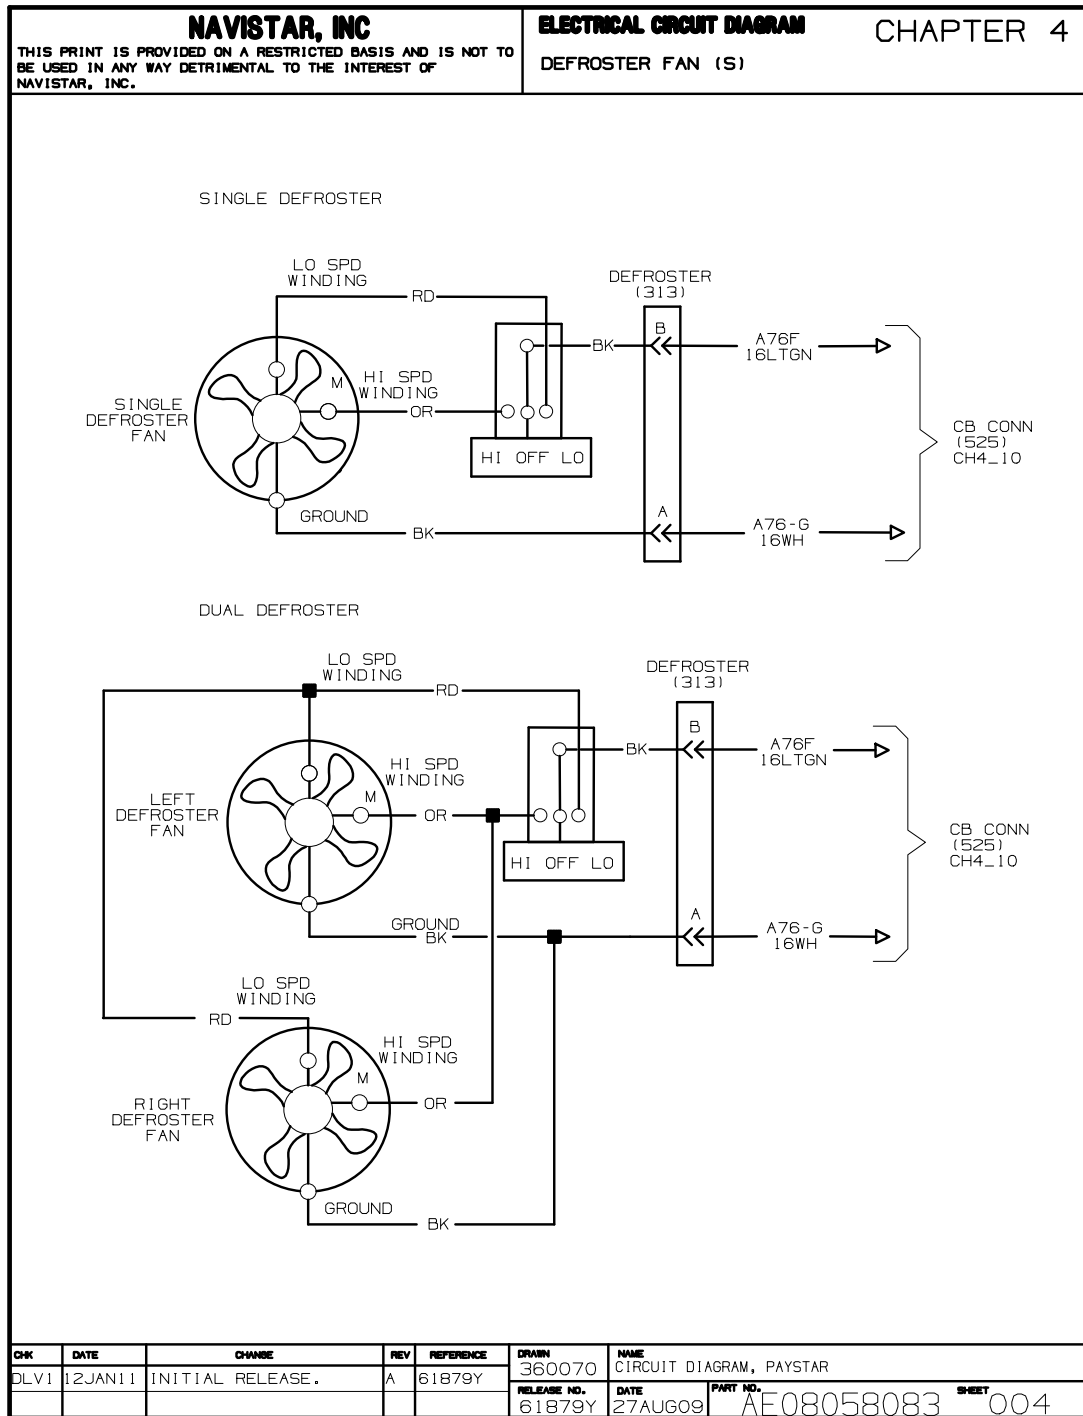 NAVISTAR, INC
THIS PRINT IS PROVIDED ON A RESTRICTED BASIS AND IS NOT TO
BE USED IN ANY WAY DETRIMENTAL TO THE INTEREST OF
NAVISTAR, INC.
ELECTRICAL CIRCUIT DIAGRAM
CHAPTER 4
DEFROSTER FAN (S)
SINGLE DEFROSTER
LO SPD
WINDING
RD
DEFROSTER
(313)
B
BK
A76F
16LTGN
M
HI SPD
WINDING
OR
SINGLE
DEFROSTER
FAN
HI OFF LO
CB CONN
(525)
CH4_10
GROUND
BK
A
A76-G
16WH
DUAL DEFROSTER
LO SPD
WINDING
RD
DEFROSTER
(313)
B
BK
A76F
16LTGN
HI SPD
WINDING
M
OR
LEFT
DEFROSTER
FAN
HI OFF LO
CB CONN
(525)
CH4_10
GROUND
BK
A
A76-G
16WH
LO SPD
WINDING
RD
HI SPD
WINDING
M
OR
RIGHT
DEFROSTER
FAN
GROUND
BK
CHK DATE CHANGE REV REFERENCE
DLV1 12JAN11 INITIAL RELEASE. A 61879Y
DRAWN
360070
NAME
CIRCUIT DIAGRAM, PAYSTAR
RELEASE NO.
61879Y
DATE
27AUG09
PART NO.
AE08058083
SHEET
004